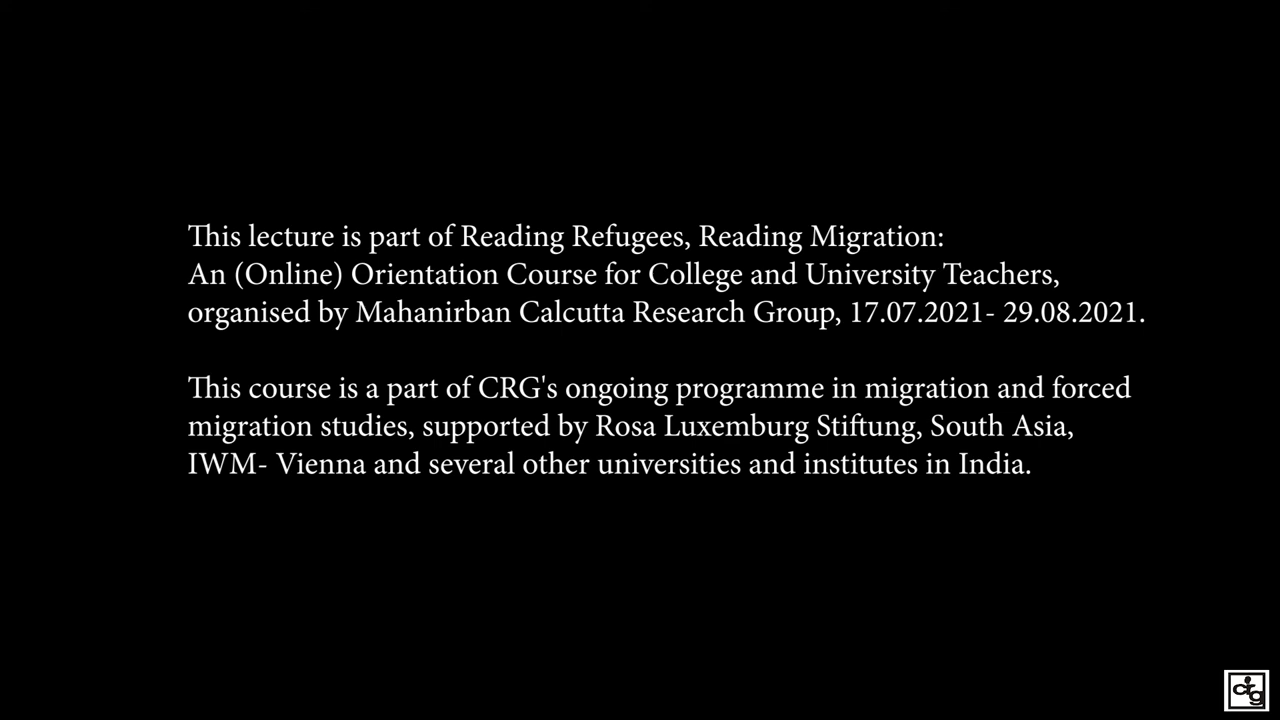 This lecture is part of Reading Refugees, Reading Migration:
An (Online) Orientation Course for College and University Teachers,
organised by Mahanirban Calcutta Research Group, 17.07.2021- 29.08.2021.
This course is a part of CRG's ongoing programme in migration and forced
migration studies, supported by Rosa Luxemburg Stiftung, South Asia,
IWM- Vienna and several other universities and institutes in India.
crg